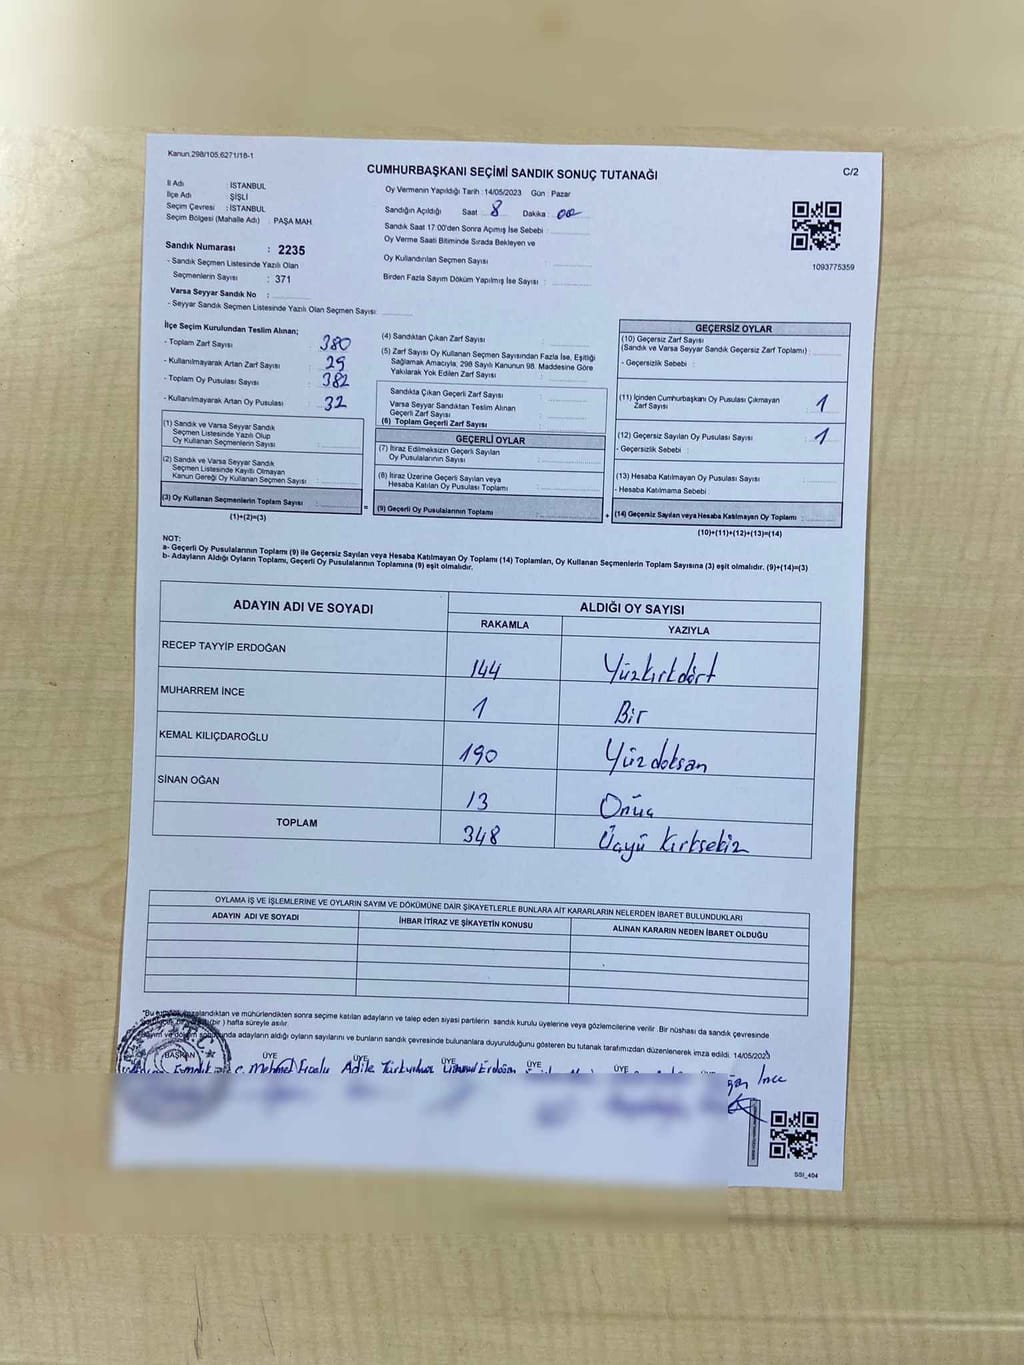 Kanun.298/105,6271/18-1
CUMHURBAŞKANI SEÇİMİ SANDIK SONUÇ TUTANAĞI
C/2
İl Adı : İSTANBUL
İlçe Adı ŞİŞLİ
Seçim Çevresi : İSTANBUL
Seçim Bölgesi (Mahalle Adı) : PAŞA MAH
Sandık Numarası : 2235
- Sandık Seçmen Listesinde Yazılı Olan
Seçmenlerin Sayısı : 371
Varsa Seyyar Sandık No :
- Seyyar Sandık Seçmen Listesinde Yazılı Olan Seçmen Sayısı:
Oy Vermenin Yapıldığı Tarih : 14/05/2023 Gün : Pazar
Sandığın Açıldığı Saat 8 Dakika : 00
Sandık Saat 17:00'den Sonra Açımış İse Sebebi :
Oy Verme Saati Bitiminde Sırada Bekleyen ve
Oy Kullandırılan Seçmen Sayısı
Birden Fazla Sayım Döküm Yapılmış İse Sayısı :
1093775359
İlçe Seçim Kurulundan Teslim Alınan;
- Toplam Zarf Sayısı : 380
- Kullanılmayarak Artan Zarf Sayısı : 29
- Toplam Oy Pusulası Sayısı : 382
- Kullanılmayarak Artan Oy Pusulası : 32
(1) Sandık ve Varsa Seyyar Sandık
Seçmen Listesinde Yazılı Olup
Oy Kullanan Seçmenlerin Sayısı :
(2) Sandık ve Varsa Seyyar Sandık
Seçmen Listesinde Kayıtlı Olmayan
Kanun Gereği Oy Kullanan Seçmen Sayısı :
(3) Oy Kullanan Seçmenlerin Toplam Sayısı :
(1)+(2)=(3)
=
(4) Sandıktan Çıkan Zarf Sayısı :
(5) Zarf Sayısı Oy Kullanan Seçmen Sayısından Fazla İse, Eşitliği
Sağlamak Amacıyla; 298 Sayılı Kanunun 98. Maddesine Göre
Yakılarak Yok Edilen Zarf Sayısı :
Sandıkta Çıkan Geçerli Zarf Sayısı :
Varsa Seyyar Sandıktan Teslim Alınan
Geçerli Zarf Sayısı :
(6) Toplam Geçerli Zarf Sayısı :
GEÇERLİ OYLAR
(7) İtiraz Edilmeksizin Geçerli Sayılan
Oy Pusulalarının Sayısı :
(8) İtiraz Üzerine Geçerli Sayılan veya
Hesaba Katılan Oy Pusulası Toplamı :
(9) Geçerli Oy Pusulalarının Toplamı :
+
GEÇERSİZ OYLAR
(10) Geçersiz Zarf Sayısı
(Sandık ve Varsa Seyyar Sandık Geçersiz Zarf Toplamı) :
- Geçersizlik Sebebi :
(11) İçinden Cumhurbaşkanı Oy Pusulası Çıkmayan
Zarf Sayısı : 1
(12) Geçersiz Sayılan Oy Pusulası Sayısı : 1
- Geçersizlik Sebebi :
(13) Hesaba Katılmayan Oy Pusulası Sayısı :
- Hesaba Katılmama Sebebi :
(14) Geçersiz Sayılan veya Hesaba Katılmayan Oy Toplamı :
(10)+(11)+(12)+(13)=(14)
NOT:
a- Geçerli Oy Pusulalarının Toplamı (9) ile Geçersiz Sayılan veya Hesaba Katılmayan Oy Toplamı (14) Toplamları, Oy Kullanan Seçmenlerin Toplam Sayısına (3) eşit olmalıdır. (9)+(14)=(3)
b- Adayların Aldığı Oyların Toplamı, Geçerli Oy Pusulalarının Toplamına (9) eşit olmalıdır.
ADAYIN ADI VE SOYADI
ALDIĞI OY SAYISI
RAKAMLA YAZIYLA
RECEP TAYYİP ERDOĞAN 144 Yüzkırkdört
MUHARREM İNCE 1 Bir
KEMAL KILIÇDAROĞLU 190 Yüzdoksan
SİNAN OĞAN 13 Onüç
TOPLAM 348 Üçyü Kırksekiz
OYLAMA İŞ VE İŞLEMLERİNE VE OYLARIN SAYIM VE DÖKÜMÜNE DAİR ŞİKAYETLERLE BUNLARA AİT KARARLARIN NELERDEN İBARET BULUNDUKLARI
ADAYIN ADI VE SOYADI İHBAR İTİRAZ VE ŞİKAYETİN KONUSU ALINAN KARARIN NEDEN İBARET OLDUĞU
ve mühürlendikten sonra seçime katılan adayların ve talep eden siyasi partilerin sandık kurulu üyelerine veya gözlemcilerine verilir. Bir nüshası da sandık çevresinde
(bir) hafta süreyle asılır.
adayların aldığı oyların sayılarını ve bunların sandık çevresinde bulunanlara duyurulduğunu gösteren bu tutanak tarafımızdan düzenlenerek imza edildi. 14/05/2023
BAŞKAN ÜYE ÜYE ÜYE ÜYE ÜYE
Mehmet Adile Erdoğan İnce
SSI_404